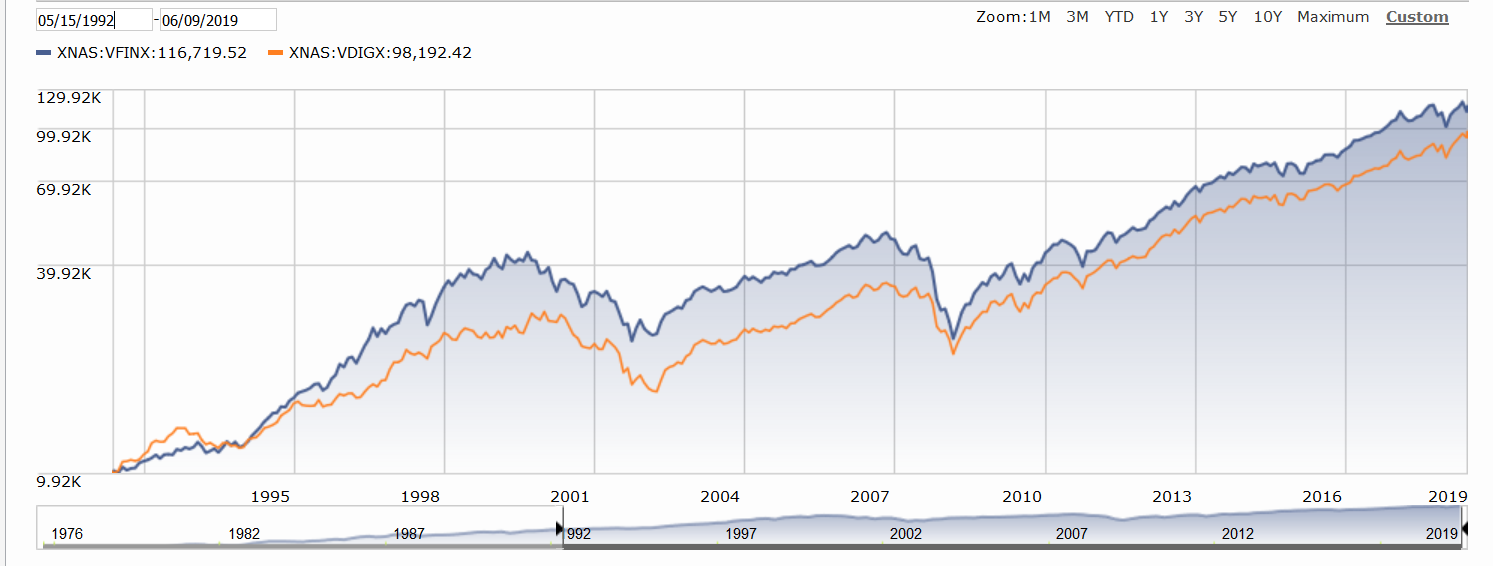 05/15/1992 - 06/09/2019 Zoom: 1M 3M YTD 1Y 3Y 5Y 10Y Maximum Custom
XNAS:VFINX:116,719.52 XNAS:VDIGX:98,192.42
129.92K
99.92K
69.92K
39.92K
9.92K
1995 1998 2001 2004 2007 2010 2013 2016 2019
1976 1982 1987 1992 1997 2002 2007 2012 2019